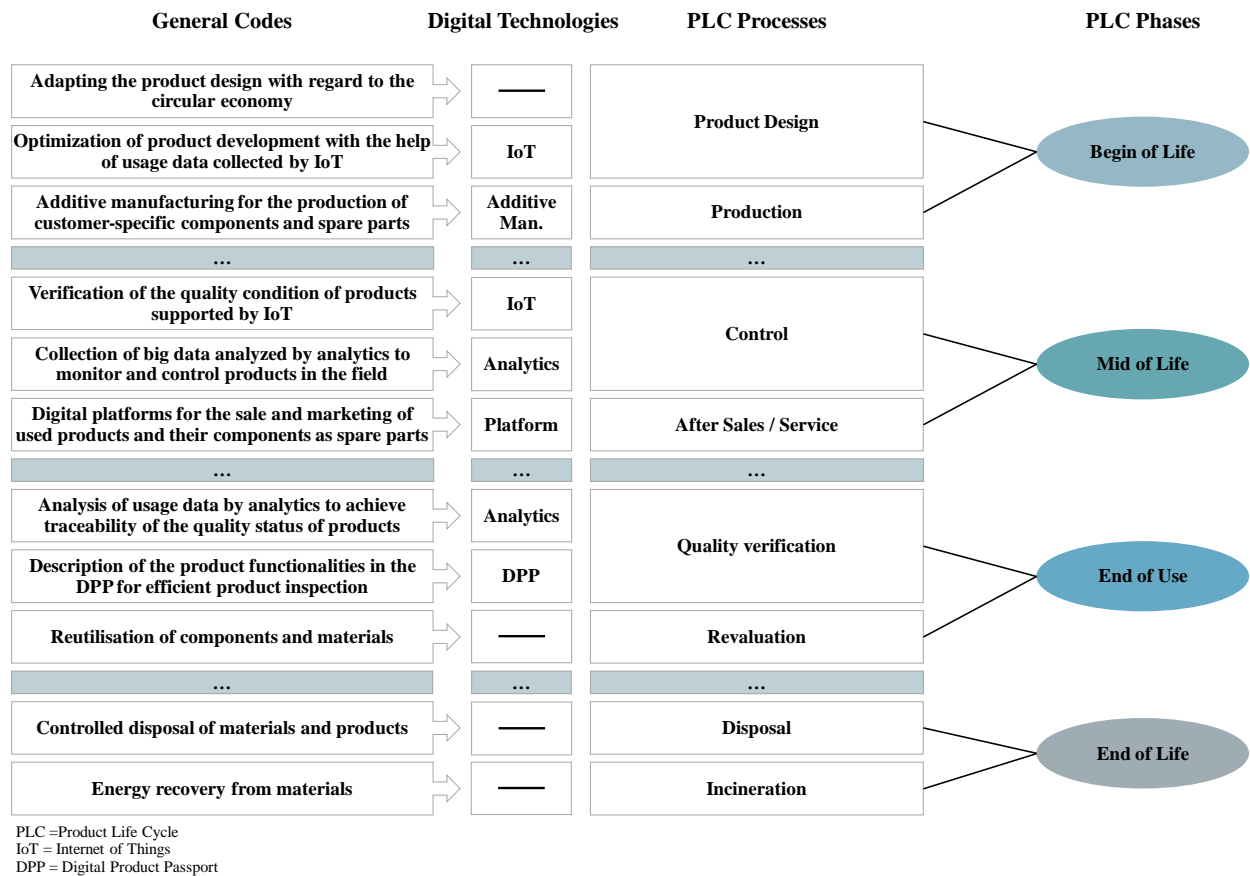 General Codes
Digital Technologies
PLC Processes
PLC Phases
Adapting the product design with regard to the
circular economy
——
Product Design
Begin of Life
Optimization of product development with the help
of usage data collected by IoT
IoT
Additive manufacturing for the production of
customer-specific components and spare parts
Additive
Man.
Production
...
...
...
Verification of the quality condition of products
supported by IoT
IoT
Control
Mid of Life
Collection of big data analyzed by analytics to
monitor and control products in the field
Analytics
Digital platforms for the sale and marketing of
used products and their components as spare parts
Platform
After Sales / Service
...
...
...
Analysis of usage data by analytics to achieve
traceability of the quality status of products
Analytics
Quality verification
End of Use
Description of the product functionalities in the
DPP for efficient product inspection
DPP
Reutilisation of components and materials
——
Revaluation
...
...
...
Controlled disposal of materials and products
——
Disposal
End of Life
Energy recovery from materials
——
Incineration
PLC =Product Life Cycle
IoT = Internet of Things
DPP = Digital Product Passport